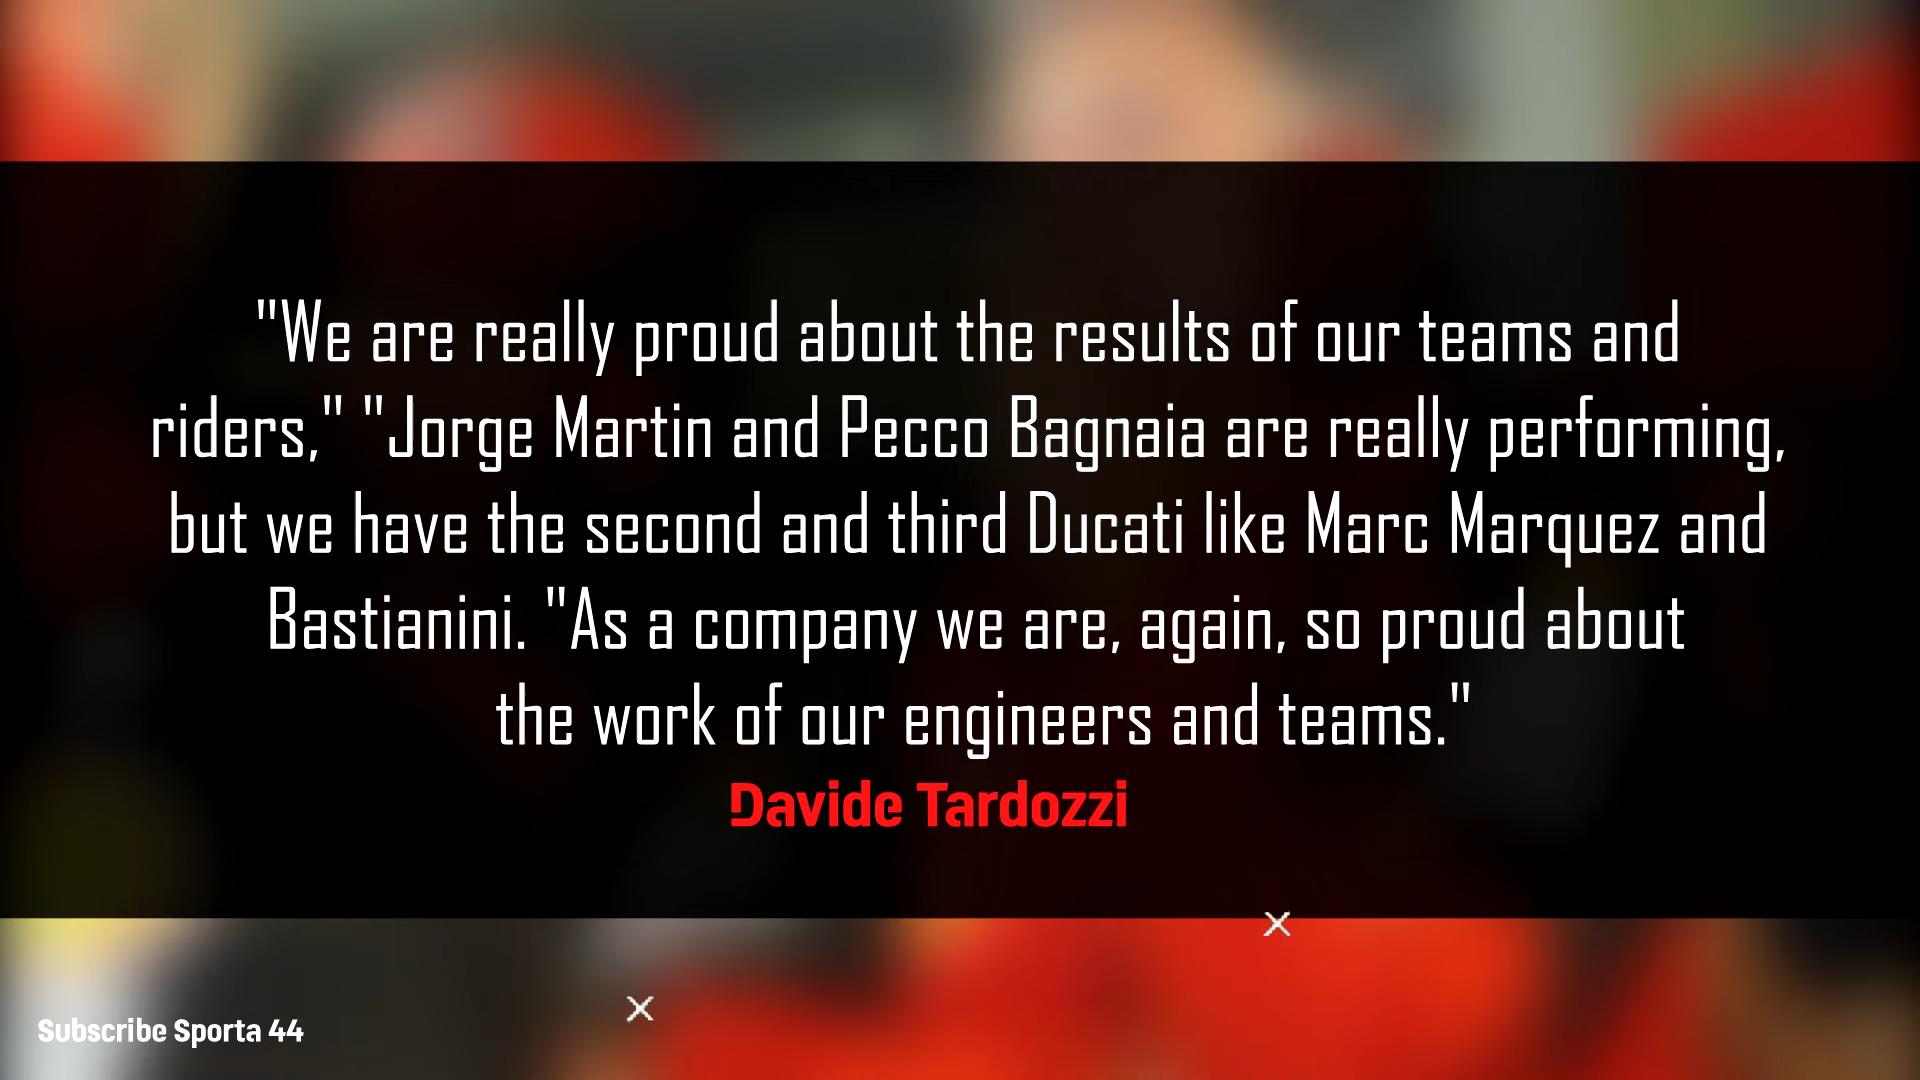 "We are really proud about the results of our teams and
riders," "Jorge Martin and Pecco Bagnaia are really performing,
but we have the second and third Ducati like Marc Marquez and
Bastianini. "As a company we are, again, so proud about
the work of our engineers and teams."
Davide Tardozzi
Subscribe Sporta 44